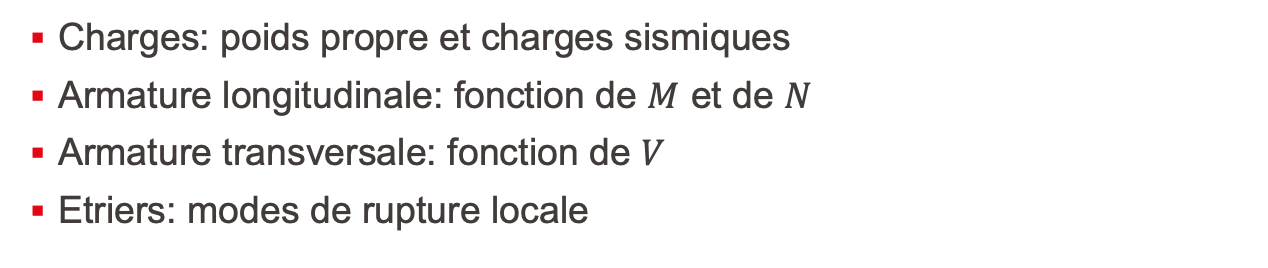 ▪ Charges: poids propre et charges sismiques
▪ Armature longitudinale: fonction de M et de N
▪ Armature transversale: fonction de V
▪ Etriers: modes de rupture locale